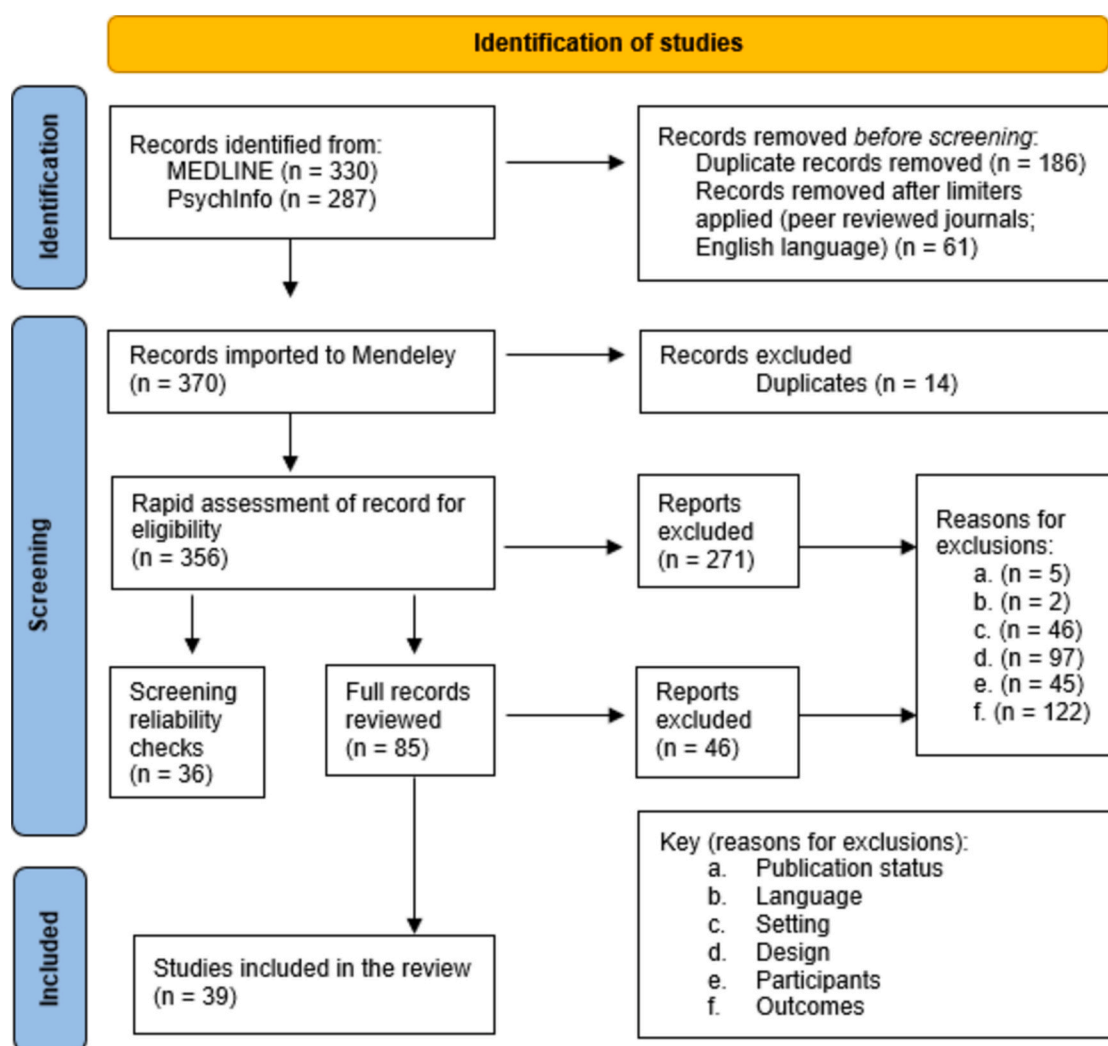 Identification of studies
Identification
Records identified from:
MEDLINE (n = 330)
PsychInfo (n = 287)
Records removed before screening:
Duplicate records removed (n = 186)
Records removed after limiters
applied (peer reviewed journals;
English language) (n = 61)
Screening
Records imported to Mendeley
(n = 370)
Records excluded
Duplicates (n = 14)
Rapid assessment of record for
eligibility
(n = 356)
Reports
excluded
(n = 271)
Reasons for
exclusions:
a. (n = 5)
b. (n = 2)
c. (n = 46)
d. (n = 97)
e. (n = 45)
f. (n = 122)
Screening
reliability
checks
(n = 36)
Full records
reviewed
(n = 85)
Reports
excluded
(n = 46)
Key (reasons for exclusions):
a. Publication status
b. Language
c. Setting
d. Design
e. Participants
f. Outcomes
Included
Studies included in the review
(n = 39)